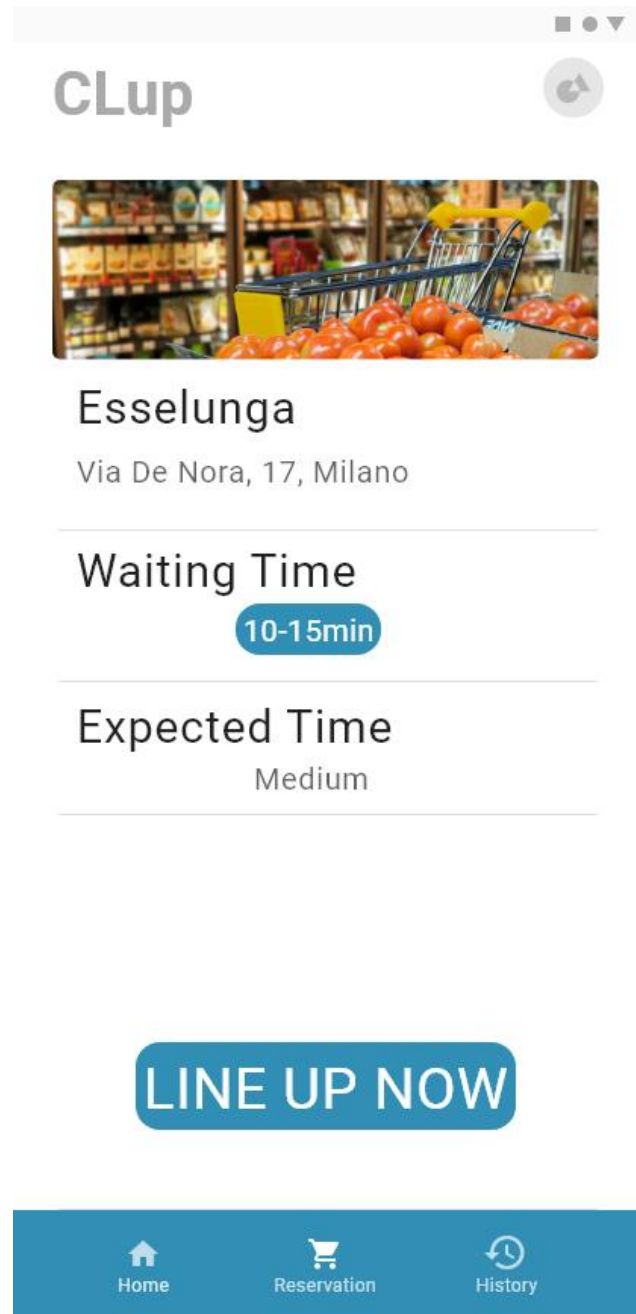 CLup
Esselunga
Via De Nora, 17, Milano
Waiting Time
10-15min
Expected Time
Medium
LINE UP NOW
Home
Reservation
History